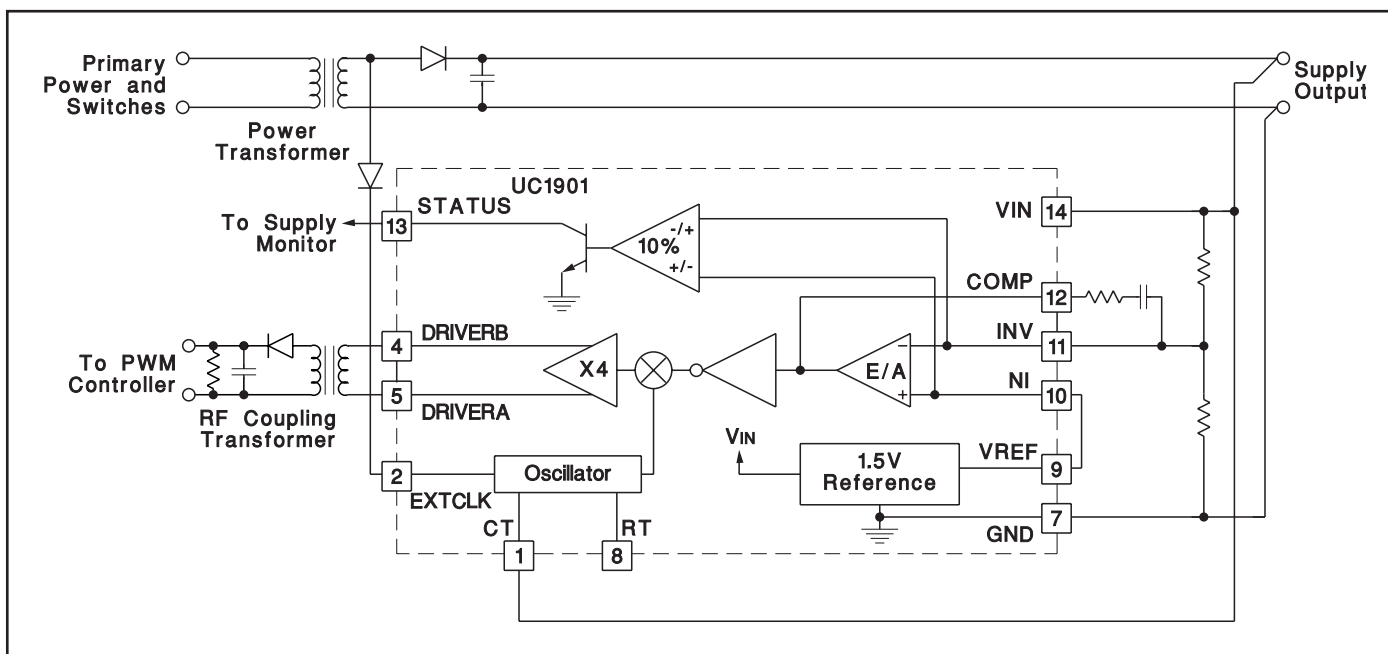 Primary
Power and
Switches
Power
Transformer
Supply
Output
UC1901
STATUS
13
To Supply
Monitor
10%
-/+
+/-
VIN
14
COMP
12
INV
11
NI
10
VREF
9
GND
7
DRIVERB
4
To PWM
Controller
5
DRIVERA
RF Coupling
Transformer
X4
E/A
−
+
VIN
1.5V
Reference
2
EXTCLK
Oscillator
CT
RT
1
8